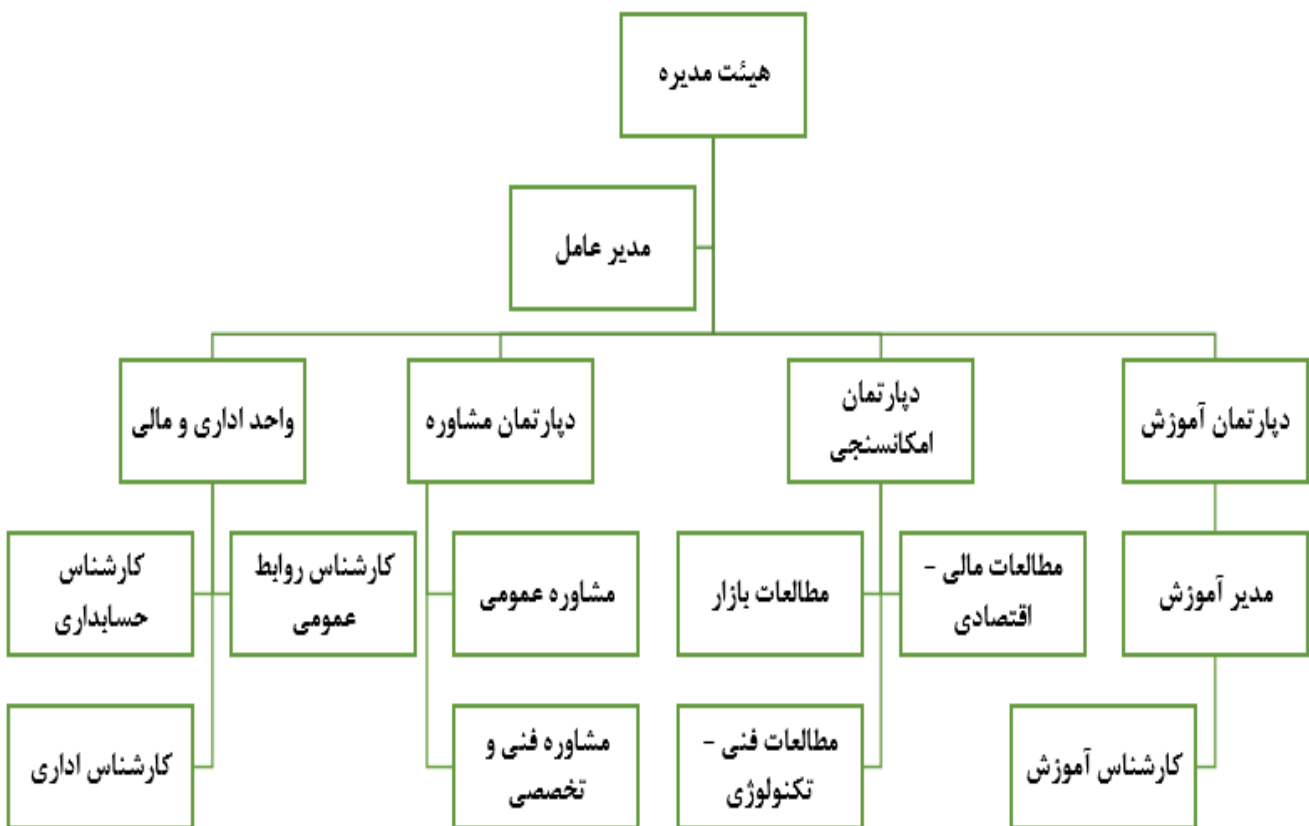 هیئت مدیره
مدیر عامل
دپارتمان آموزش
دپارتمان
امکانسنجی
دپارتمان مشاوره
واحد اداری و مالی
مدیر آموزش
مطالعات مالی –
اقتصادی
مطالعات بازار
مشاوره عمومی
کارشناس روابط
عمومی
کارشناس
حسابداری
کارشناس آموزش
مطالعات فنی –
تکنولوژی
مشاوره فنی و
تخصصی
کارشناس اداری